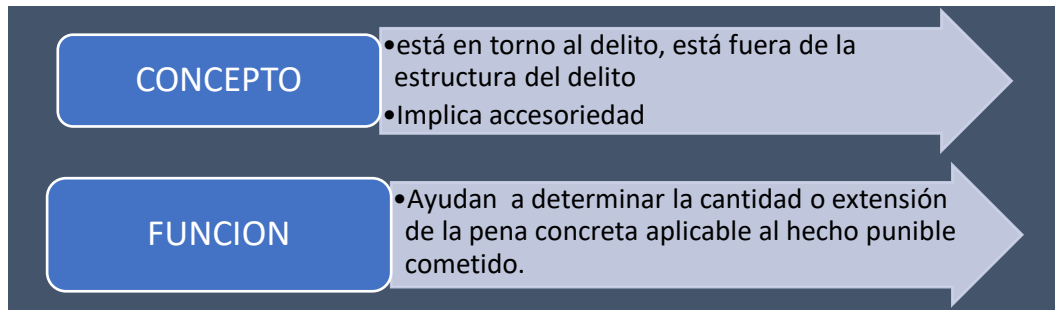 CONCEPTO
•está en torno al delito, está fuera de la
estructura del delito
•Implica accesoriedad
FUNCION
•Ayudan a determinar la cantidad o extensión
de la pena concreta aplicable al hecho punible
cometido.